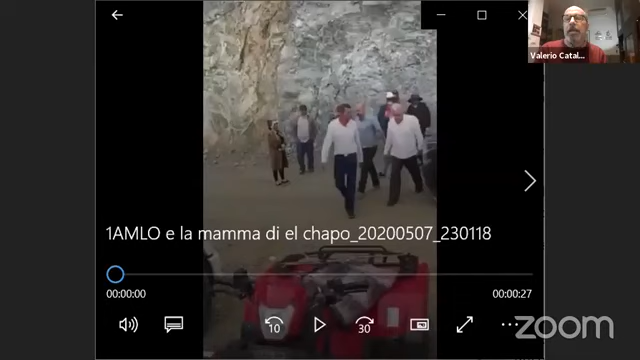 Valerio Catal...
1AMLO e la mamma di el chapo_20200507_230118
00:00:00
00:00:27
10
30
zoom